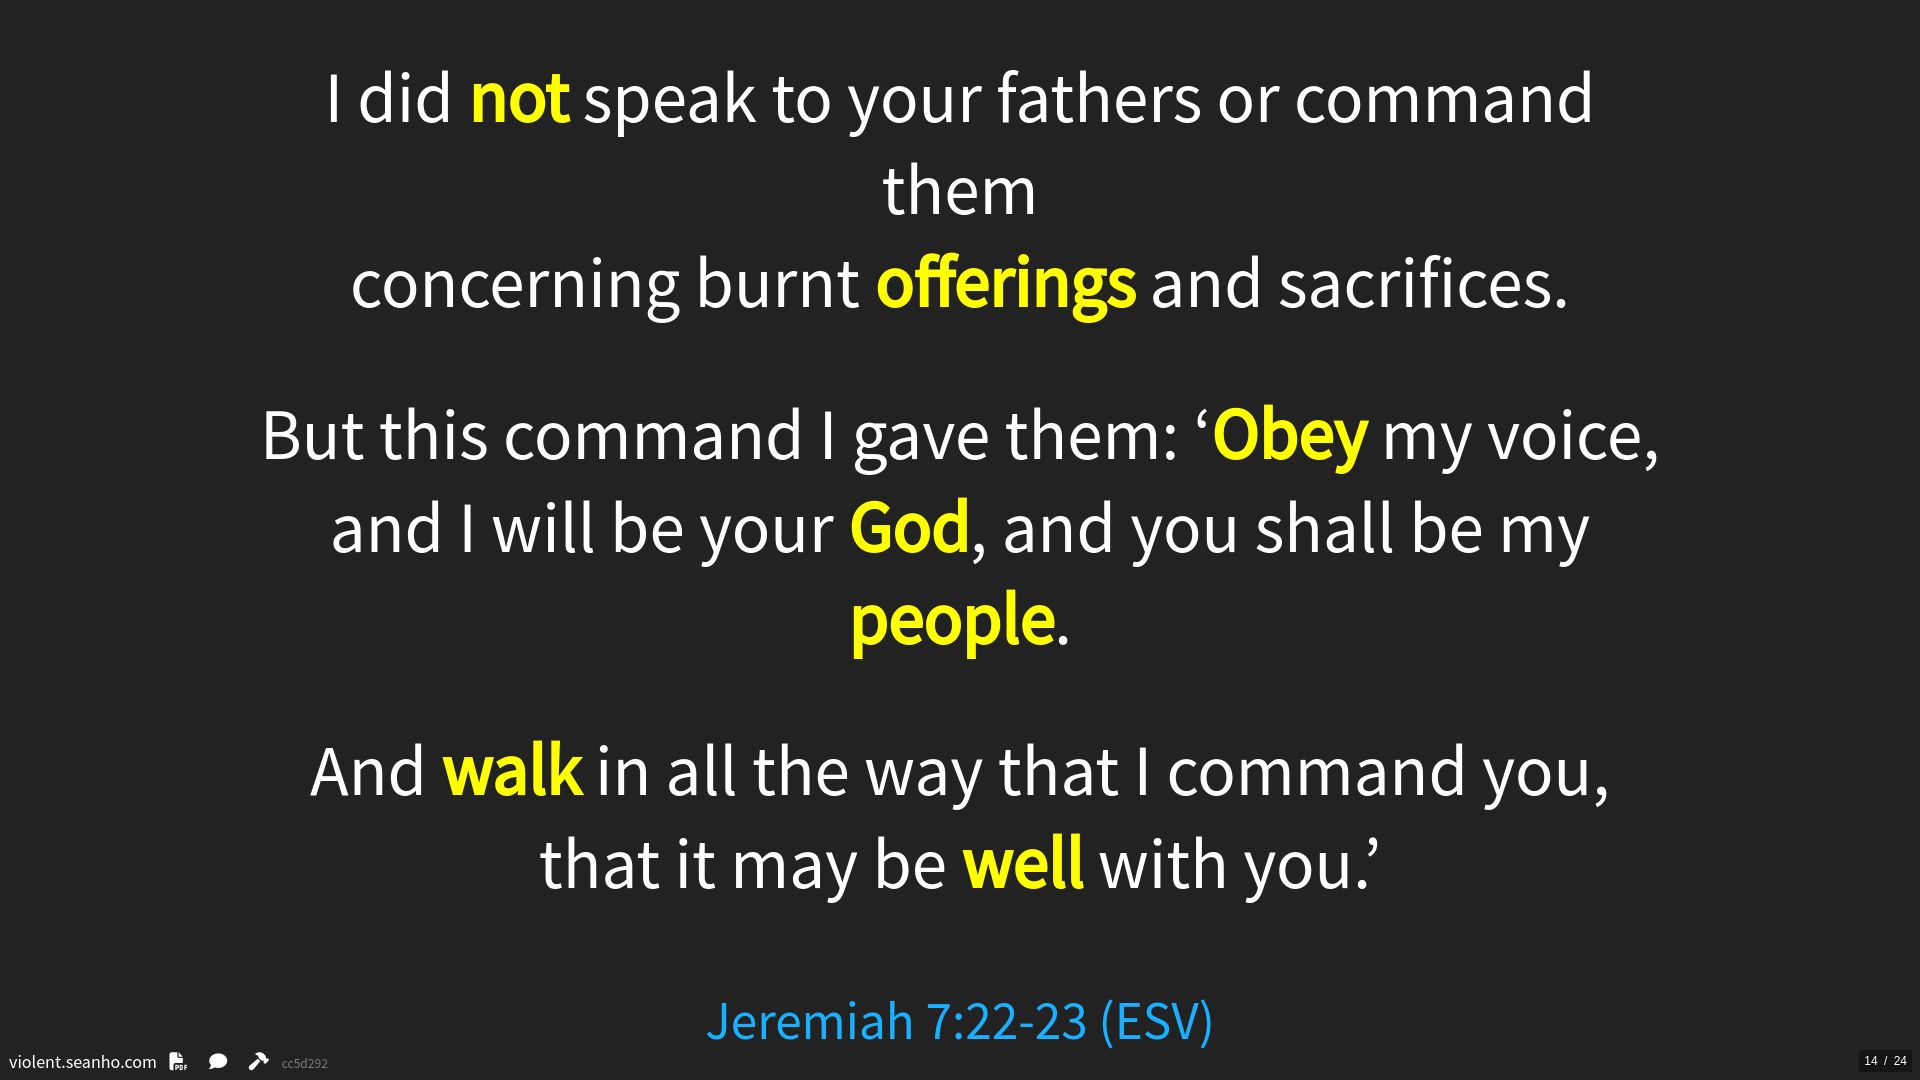 I did not speak to your fathers or command
them
concerning burnt offerings and sacrifices.
But this command I gave them: ‘Obey my voice,
and I will be your God, and you shall be my
people.
And walk in all the way that I command you,
that it may be well with you.’
Jeremiah 7:22-23 (ESV)
violent.seanho.com PDF cc5d292
14 / 24